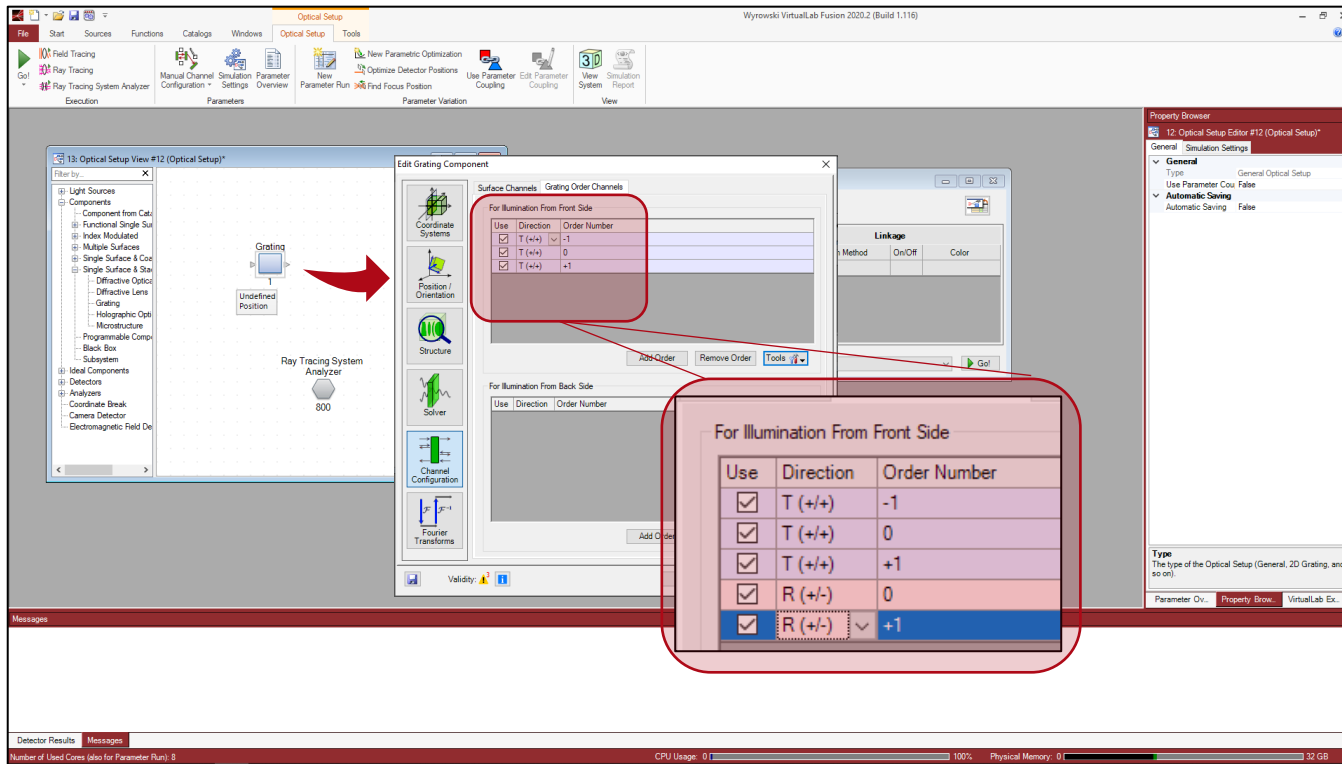 Optical Setup
Wyrowski VirtualLab Fusion 2020.2 (Build 1.116)
File Start Sources Functions Catalogs Windows Optical Setup Tools
Go!
Field Tracing
Ray Tracing
Ray Tracing System Analyzer
Execution
Manual Channel Configuration
Simulation Settings
Parameter Overview
Parameters
New Parameter Run
New Parametric Optimization
Optimize Detector Positions
Find Focus Position
Use Parameter Coupling
Edit Parameter Coupling
Parameter Variation
3D
View System
Simulation Report
View
13: Optical Setup View #12 (Optical Setup)*
Filter by... X
Light Sources
Components
Component from Cata
Functional Single Sur
Index Modulated
Multiple Surfaces
Single Surface & Coa
Single Surface & Sta
Diffractive Optica
Diffractive Lens
Grating
Holographic Opti
Microstructure
Programmable Compo
Black Box
Subsystem
Ideal Components
Detectors
Analyzers
Coordinate Break
Camera Detector
Electromagnetic Field De
Grating
1
Undefined
Position
Ray Tracing System
Analyzer
800
Edit Grating Component
Coordinate
Systems
Position /
Orientation
Structure
Solver
Channel
Configuration
Fourier
Transforms
Surface Channels Grating Order Channels
For Illumination From Front Side
Use Direction Order Number
T (+/+) -1
T (+/+) 0
T (+/+) +1
Add Order Remove Order Tools
For Illumination From Back Side
Use Direction Order Number
Add Order
Validity: 3
Linkage
Method On/Off Color
Go!
For Illumination From Front Side
Use Direction Order Number
T (+/+) -1
T (+/+) 0
T (+/+) +1
R (+/-) 0
R (+/-) +1
Property Browser
12: Optical Setup Editor #12 (Optical Setup)*
General Simulation Settings
General
Type General Optical Setup
Use Parameter Cou False
Automatic Saving
Automatic Saving False
Type
The type of the Optical Setup (General, 2D Grating, and
so on).
Parameter Ov... Property Brow... VirtualLab Ex...
Messages
Detector Results Messages
Number of Used Cores (also for Parameter Run): 8
CPU Usage: 0 100% Physical Memory: 0 32 GB